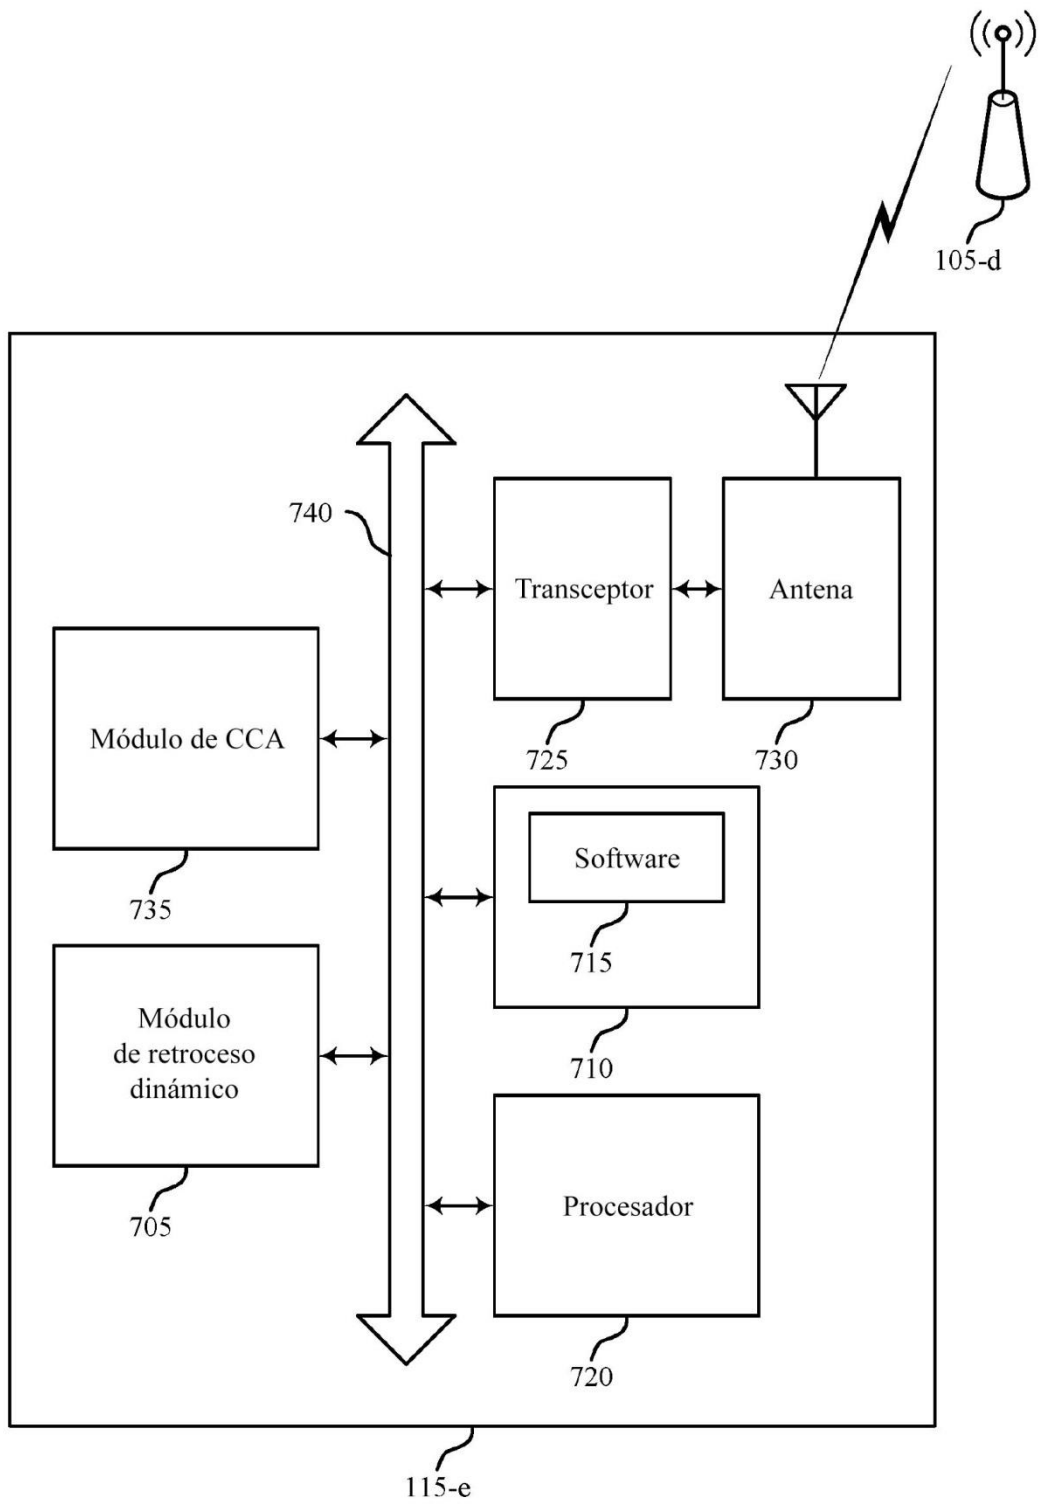 105-d
740
Transceptor
Antena
Módulo de CCA
725
730
Software
735
715
Módulo
de retroceso
dinámico
710
Procesador
705
720
115-e